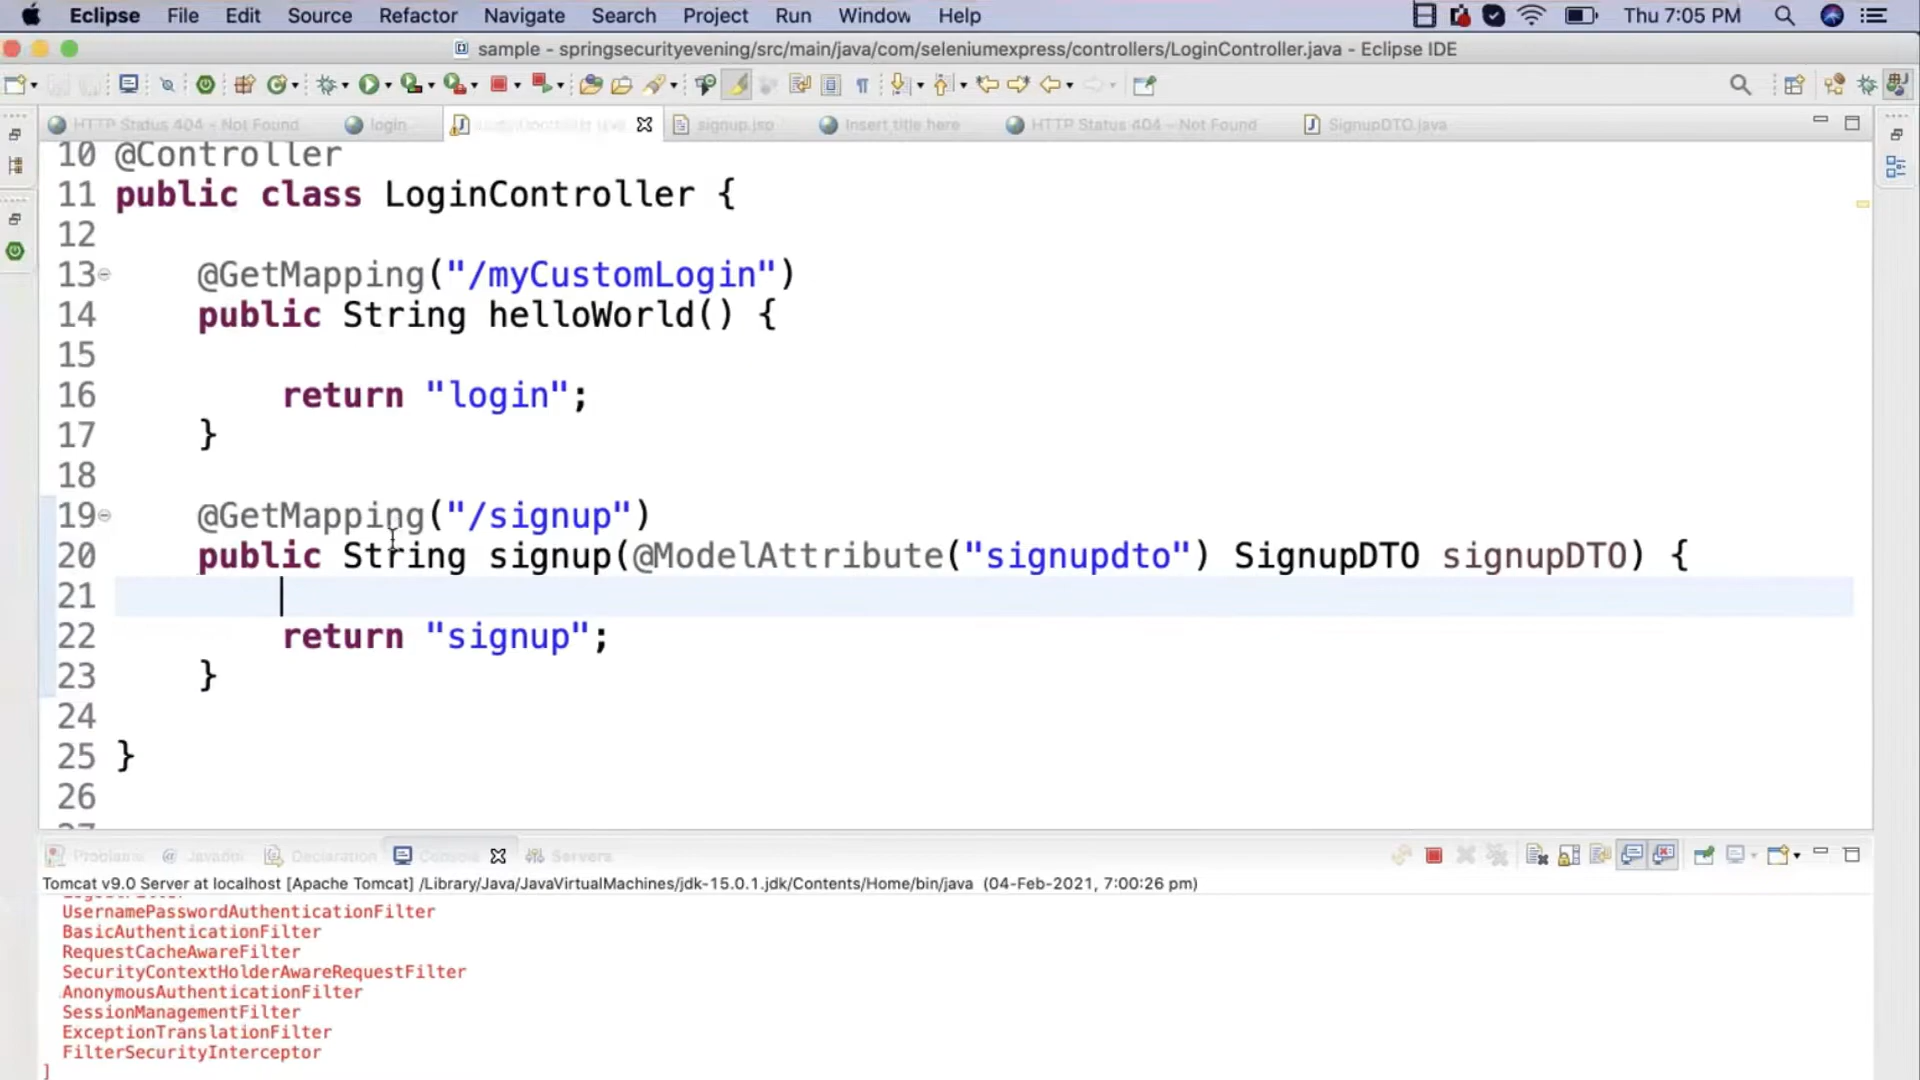 Eclipse File Edit Source Refactor Navigate Search Project Run Window Help Thu 7:05 PM
sample - springsecurityevening/src/main/java/com/seleniumexpress/controllers/LoginController.java - Eclipse IDE
HTTP Status 404 - Not Found login signup.jsp Insert title here HTTP Status 404 - Not Found SignupDTO.java
10 @Controller
11 public class LoginController {
12
13 @GetMapping("/myCustomLogin")
14 public String helloWorld() {
15
16 return "login";
17 }
18
19 @GetMapping("/signup")
20 public String signup(@ModelAttribute("signupdto") SignupDTO signupDTO) {
21
22 return "signup";
23 }
24
25 }
26
Problems @ Javadoc Declaration Console Servers
Tomcat v9.0 Server at localhost [Apache Tomcat] /Library/Java/JavaVirtualMachines/jdk-15.0.1.jdk/Contents/Home/bin/java (04-Feb-2021, 7:00:26 pm)
UsernamePasswordAuthenticationFilter
BasicAuthenticationFilter
RequestCacheAwareFilter
SecurityContextHolderAwareRequestFilter
AnonymousAuthenticationFilter
SessionManagementFilter
ExceptionTranslationFilter
FilterSecurityInterceptor
]